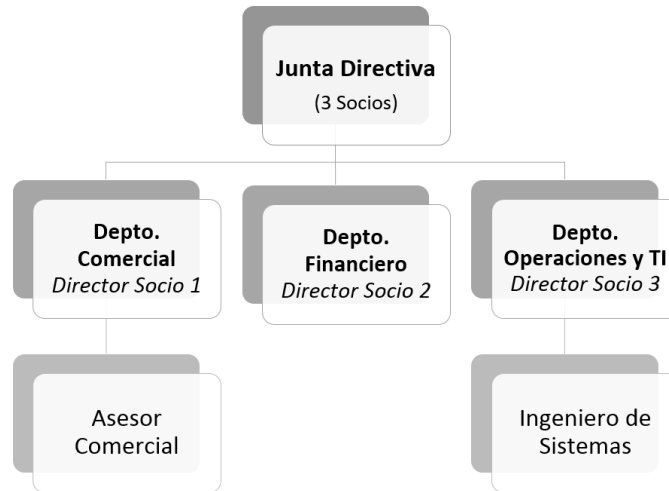 Junta Directiva
(3 Socios)
Depto.
Comercial
Director Socio 1
Depto.
Financiero
Director Socio 2
Depto.
Operaciones y TI
Director Socio 3
Asesor
Comercial
Ingeniero de
Sistemas